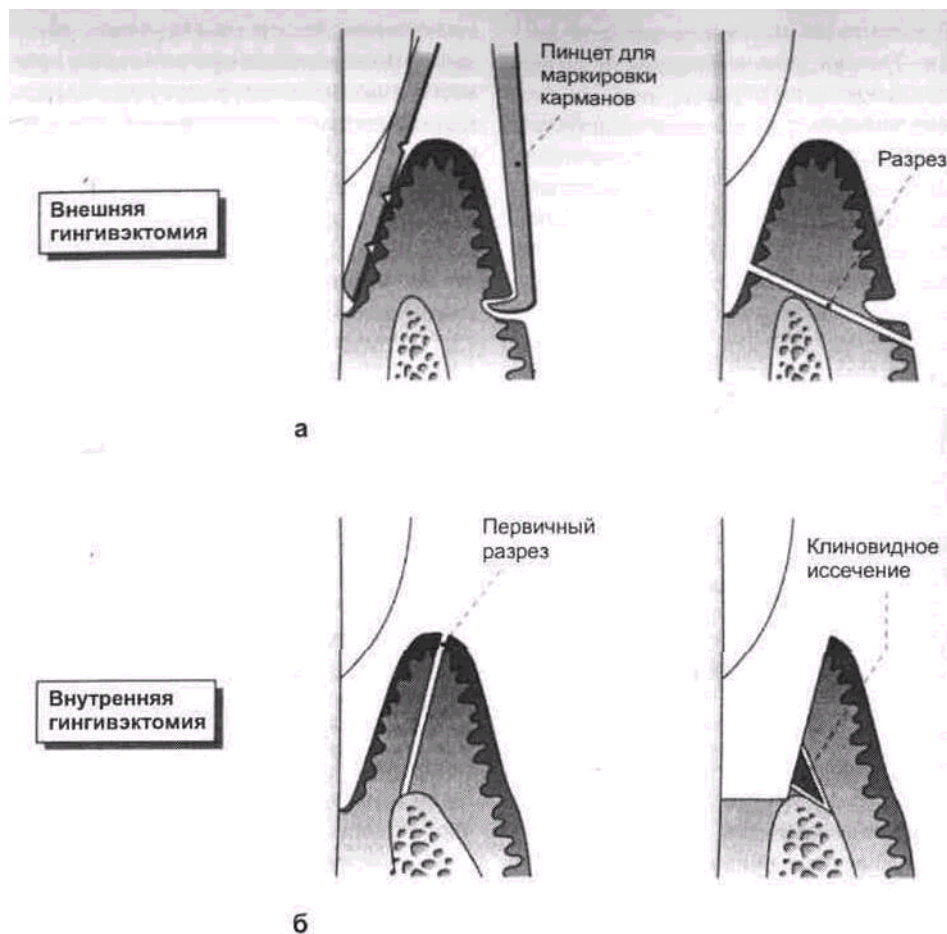 Пинцет для
маркировки
карманов
Разрез
Внешняя
гингивэктомия
а
Первичный
разрез
Клиновидное
иссечение
Внутренняя
гингивэктомия
б